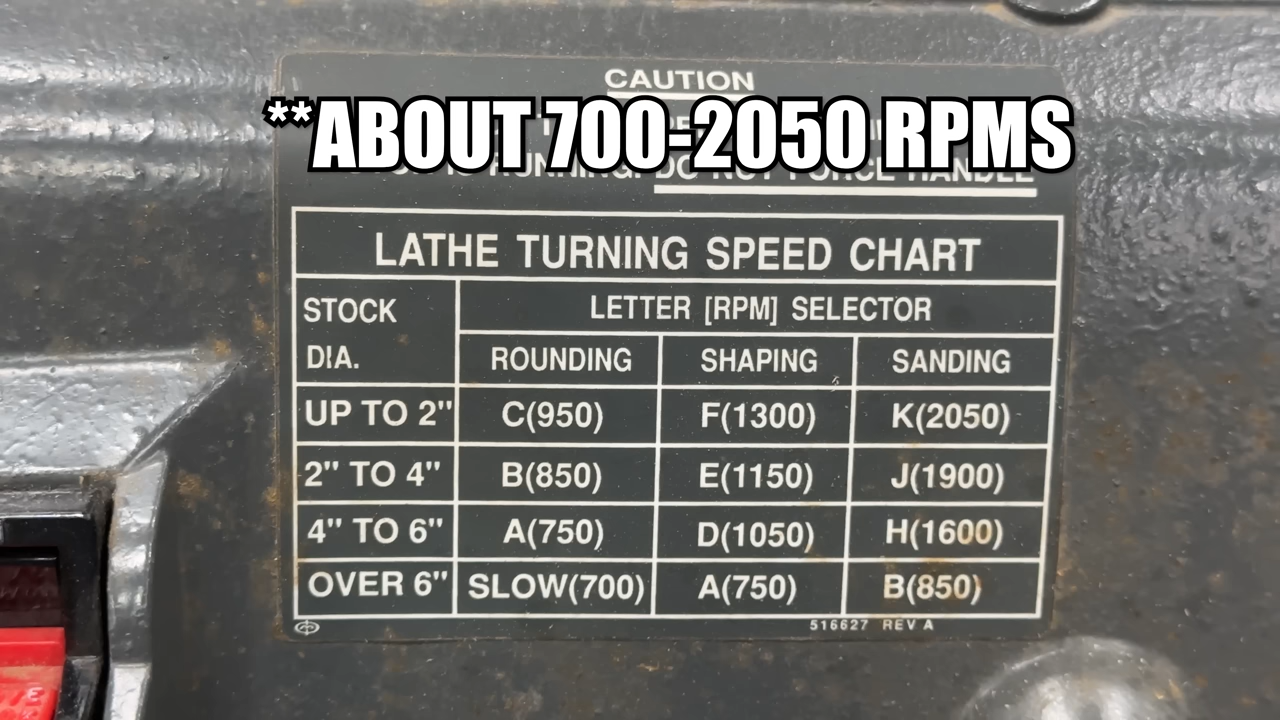 CAUTION
**ABOUT 700-2050 RPMS
RUNNING! DO NOT FORCE HANDLE
LATHE TURNING SPEED CHART
STOCK DIA. LETTER [RPM] SELECTOR
ROUNDING SHAPING SANDING
UP TO 2" C(950) F(1300) K(2050)
2" TO 4" B(850) E(1150) J(1900)
4" TO 6" A(750) D(1050) H(1600)
OVER 6" SLOW(700) A(750) B(850)
516627 REV A